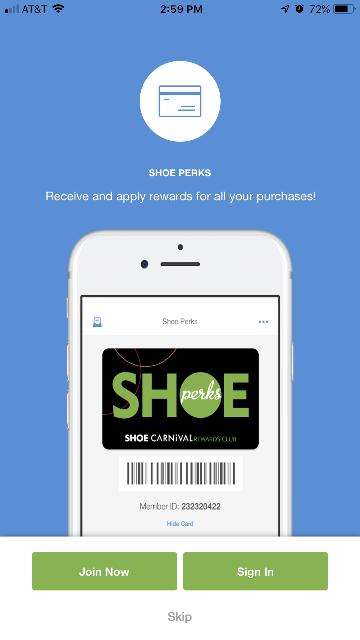 AT&T 2:59 PM 72%
SHOE PERKS
Receive and apply rewards for all your purchases!
Shoe Perks
SHOE
perks
SHOE CARNIVAL REWARDS CLUB
Member ID: 232320422
Hide Card
Join Now Sign In
Skip